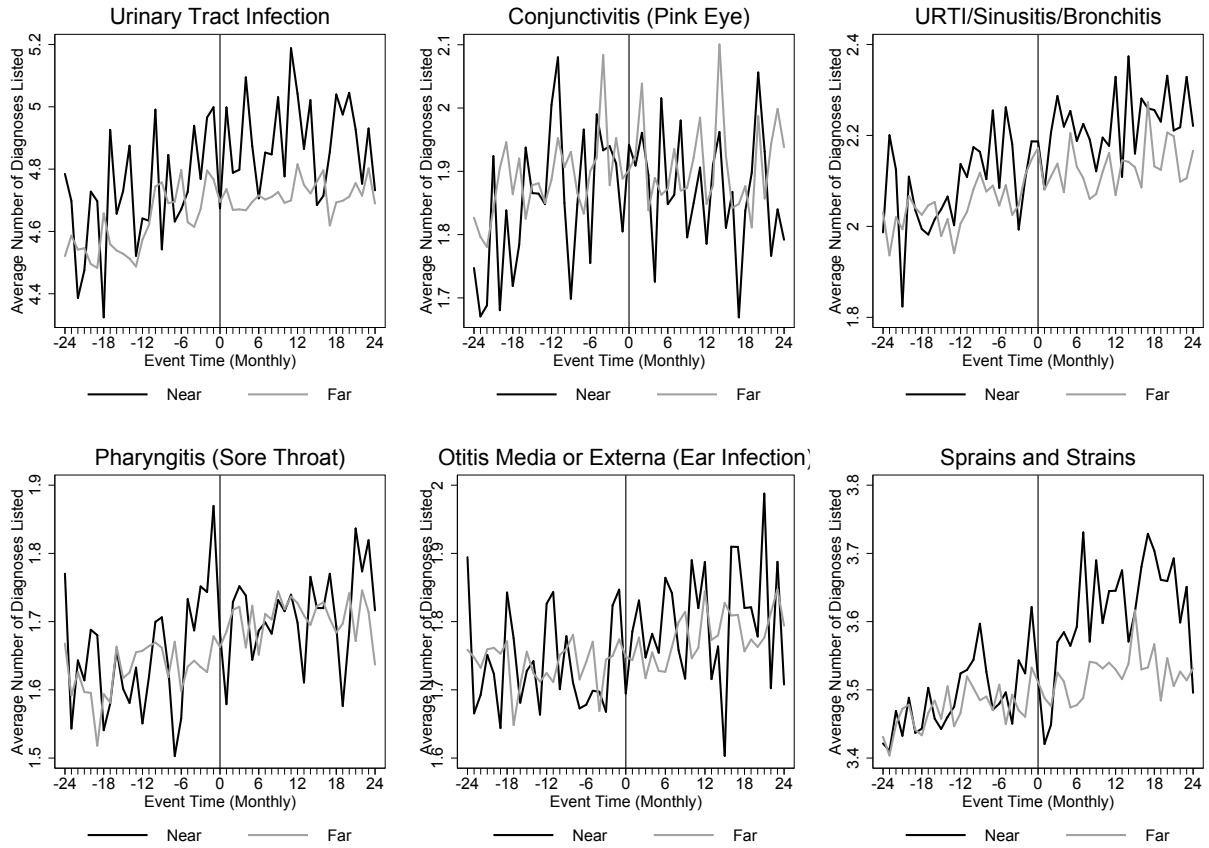 Urinary Tract Infection
Average Number of Diagnoses Listed
5.2
5
4.8
4.6
4.4
-24 -18 -12 -6 0 6 12 18 24
Event Time (Monthly)
Near Far
Conjunctivitis (Pink Eye)
Average Number of Diagnoses Listed
2.1
2
1.9
1.8
1.7
-24 -18 -12 -6 0 6 12 18 24
Event Time (Monthly)
Near Far
URTI/Sinusitis/Bronchitis
Average Number of Diagnoses Listed
2.4
2.2
2
1.8
-24 -18 -12 -6 0 6 12 18 24
Event Time (Monthly)
Near Far
Pharyngitis (Sore Throat)
Average Number of Diagnoses Listed
1.9
1.8
1.7
1.6
1.5
-24 -18 -12 -6 0 6 12 18 24
Event Time (Monthly)
Near Far
Otitis Media or Externa (Ear Infection)
Average Number of Diagnoses Listed
2
1.9
1.8
1.7
1.6
-24 -18 -12 -6 0 6 12 18 24
Event Time (Monthly)
Near Far
Sprains and Strains
Average Number of Diagnoses Listed
3.8
3.7
3.6
3.5
3.4
-24 -18 -12 -6 0 6 12 18 24
Event Time (Monthly)
Near Far